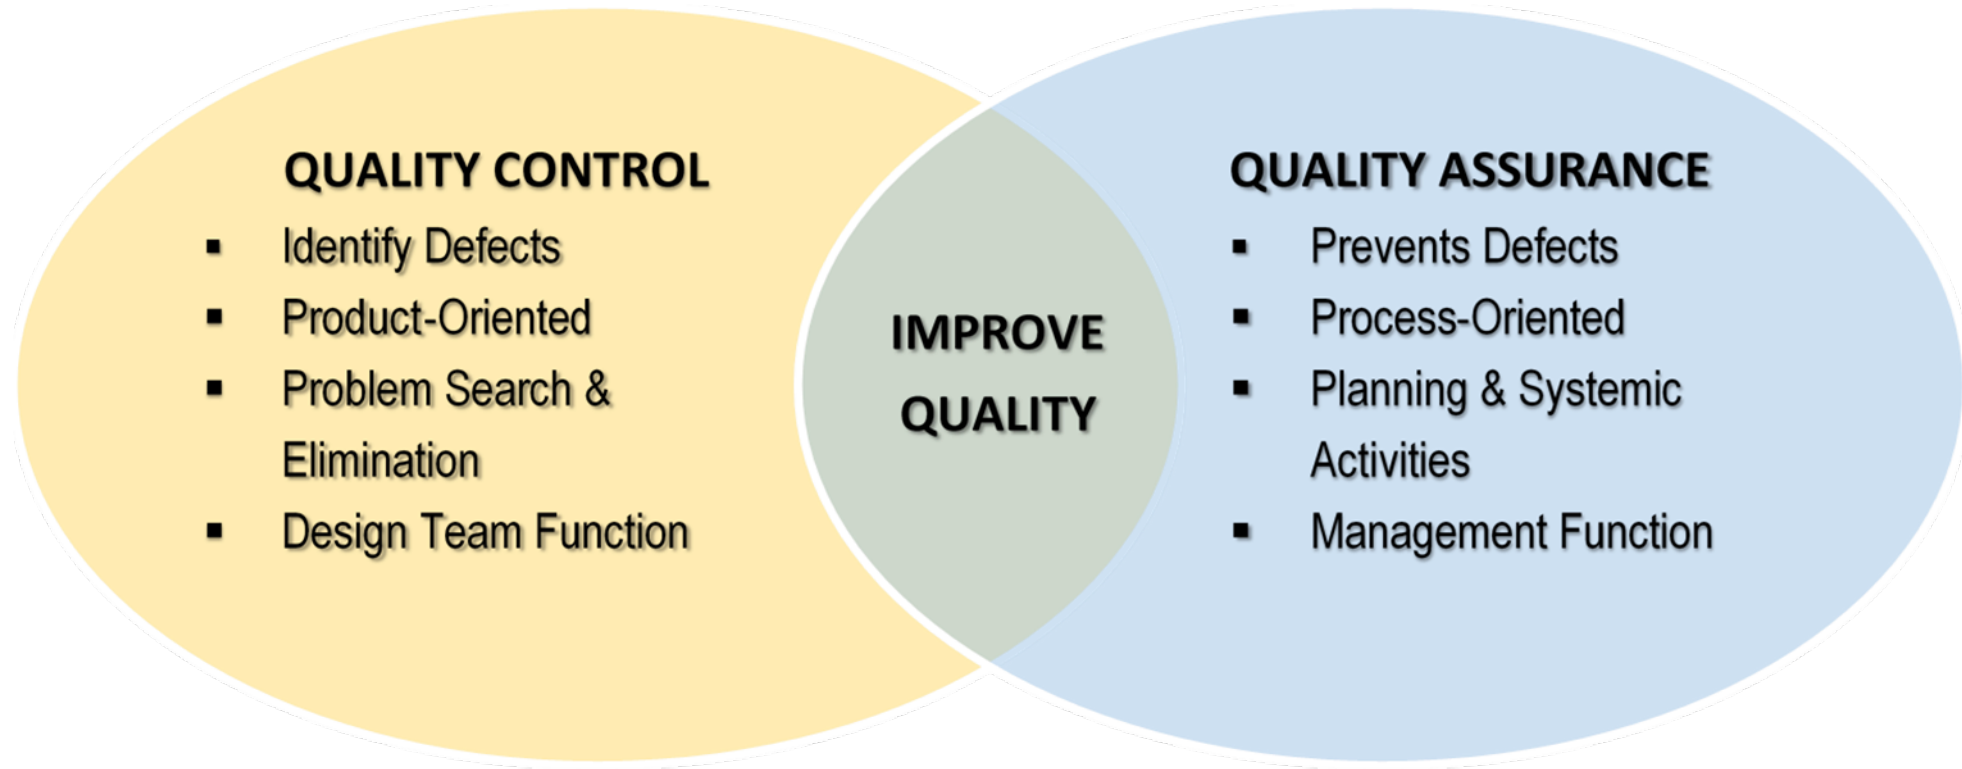 QUALITY CONTROL
▪ Identify Defects
▪ Product-Oriented
▪ Problem Search &
Elimination
▪ Design Team Function
IMPROVE
QUALITY
QUALITY ASSURANCE
▪ Prevents Defects
▪ Process-Oriented
▪ Planning & Systemic
Activities
▪ Management Function